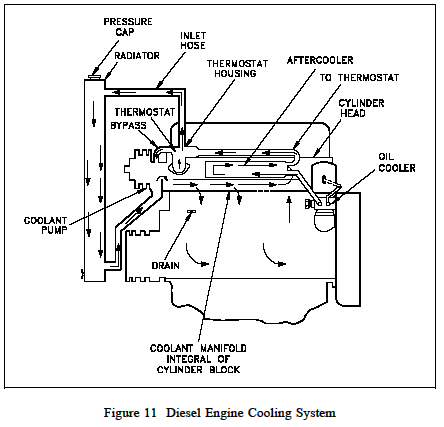 PRESSURE
CAP
RADIATOR
INLET
HOSE
THERMOSTAT
HOUSING
AFTERCOOLER
TO THERMOSTAT
CYLINDER
HEAD
THERMOSTAT
BYPASS
OIL
COOLER
COOLANT
PUMP
DRAIN
COOLANT MANIFOLD
INTEGRAL OF
CYLINDER BLOCK
Figure 11 Diesel Engine Cooling System